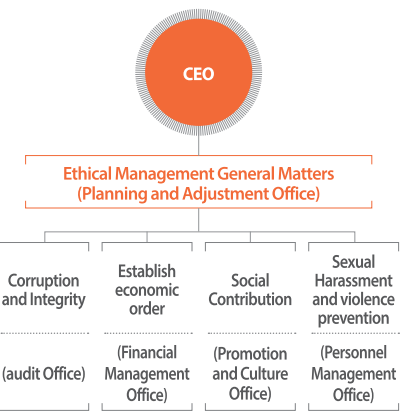 CEO
Ethical Management General Matters
(Planning and Adjustment Office)
Corruption
and Integrity
(audit Office)
Establish
economic
order
(Financial
Management
Office)
Social
Contribution
(Promotion
and Culture
Office)
Sexual
Harassment
and violence
prevention
(Personnel
Management
Office)